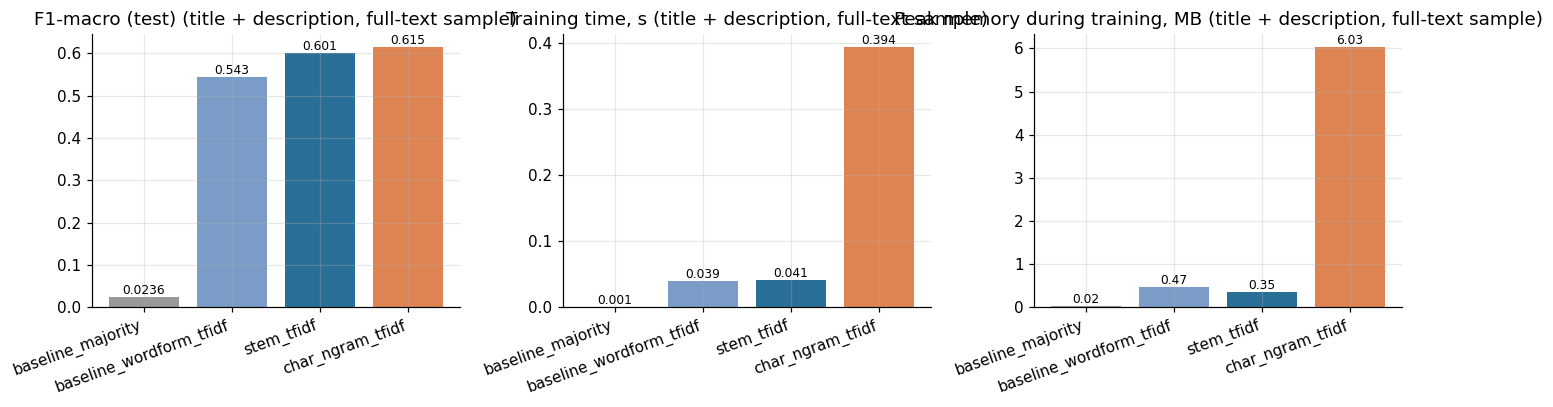 F1-macro (test) (title + description, full-text sample)
0.6
0.5
0.4
0.3
0.2
0.1
0.0
0.0236
0.543
0.601
0.615
baseline_majority
baseline_wordform_tfidf
stem_tfidf
char_ngram_tfidf
Training time, s (title + description, full-text sample)
0.4
0.3
0.2
0.1
0.0
0.001
0.039
0.041
0.394
baseline_majority
baseline_wordform_tfidf
stem_tfidf
char_ngram_tfidf
Peak memory during training, MB (title + description, full-text sample)
6
5
4
3
2
1
0
0.02
0.47
0.35
6.03
baseline_majority
baseline_wordform_tfidf
stem_tfidf
char_ngram_tfidf